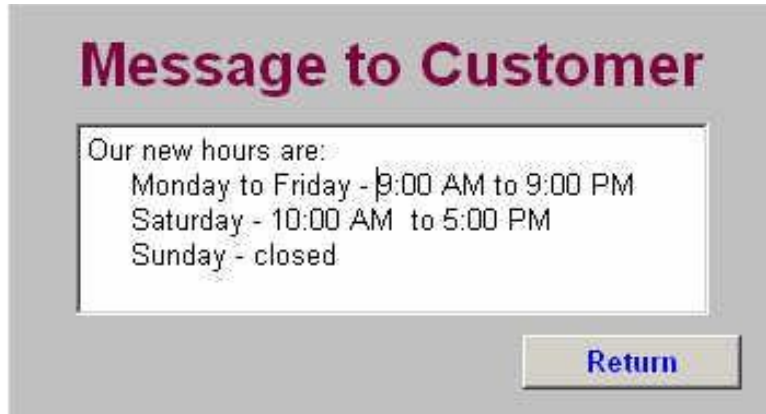 Message to Customer
Our new hours are:
Monday to Friday - 9:00 AM to 9:00 PM
Saturday - 10:00 AM  to 5:00 PM
Sunday - closed
Return